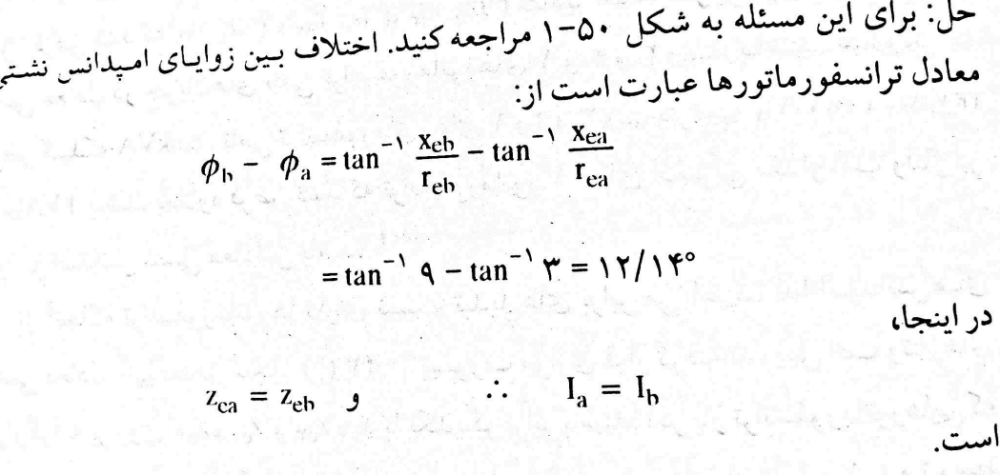 حل: برای این مسئله به شکل ۵۰-۱ مراجعه کنید. اختلاف بین زوایای امپدانس نشتی
معادل ترانسفورماتورها عبارت است از:
ϕb - ϕa = tan⁻¹ xeb/reb - tan⁻¹ xea/rea
= tan⁻¹ ۹ - tan⁻¹ ۳ = ۱۲/۱۴°
در اینجا،
zea = zeb و ∴ Ia = Ib
است.